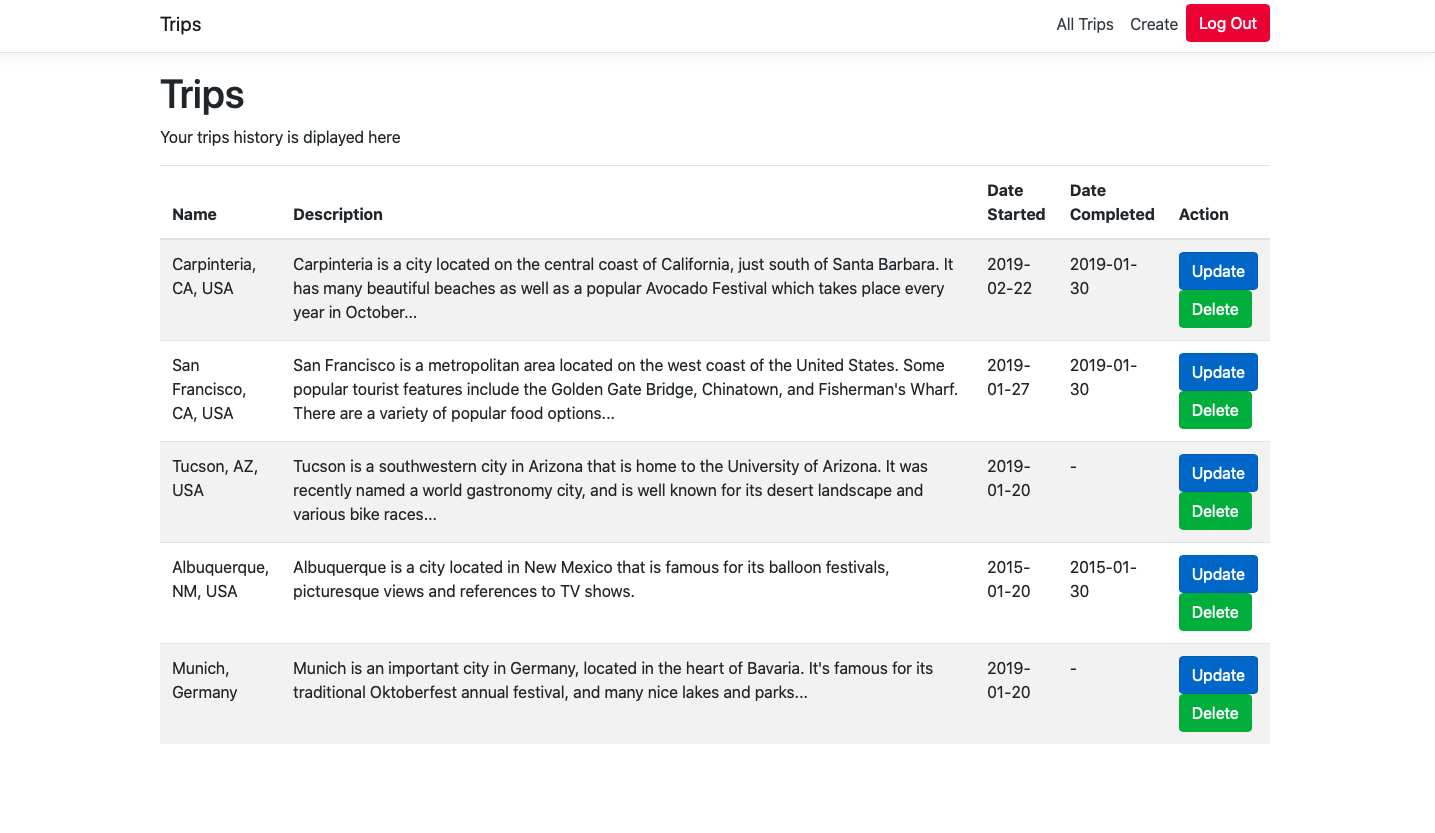 Trips
All Trips Create Log Out
Trips
Your trips history is diplayed here
Name Description Date Started Date Completed Action
Carpinteria,
CA, USA
Carpinteria is a city located on the central coast of California, just south of Santa Barbara. It
has many beautiful beaches as well as a popular Avocado Festival which takes place every
year in October...
2019-
02-22
2019-01-
30
Update
Delete
San
Francisco,
CA, USA
San Francisco is a metropolitan area located on the west coast of the United States. Some
popular tourist features include the Golden Gate Bridge, Chinatown, and Fisherman's Wharf.
There are a variety of popular food options...
2019-
01-27
2019-01-
30
Update
Delete
Tucson, AZ,
USA
Tucson is a southwestern city in Arizona that is home to the University of Arizona. It was
recently named a world gastronomy city, and is well known for its desert landscape and
various bike races...
2019-
01-20
-
Update
Delete
Albuquerque,
NM, USA
Albuquerque is a city located in New Mexico that is famous for its balloon festivals,
picturesque views and references to TV shows.
2015-
01-20
2015-01-
30
Update
Delete
Munich,
Germany
Munich is an important city in Germany, located in the heart of Bavaria. It's famous for its
traditional Oktoberfest annual festival, and many nice lakes and parks...
2019-
01-20
-
Update
Delete